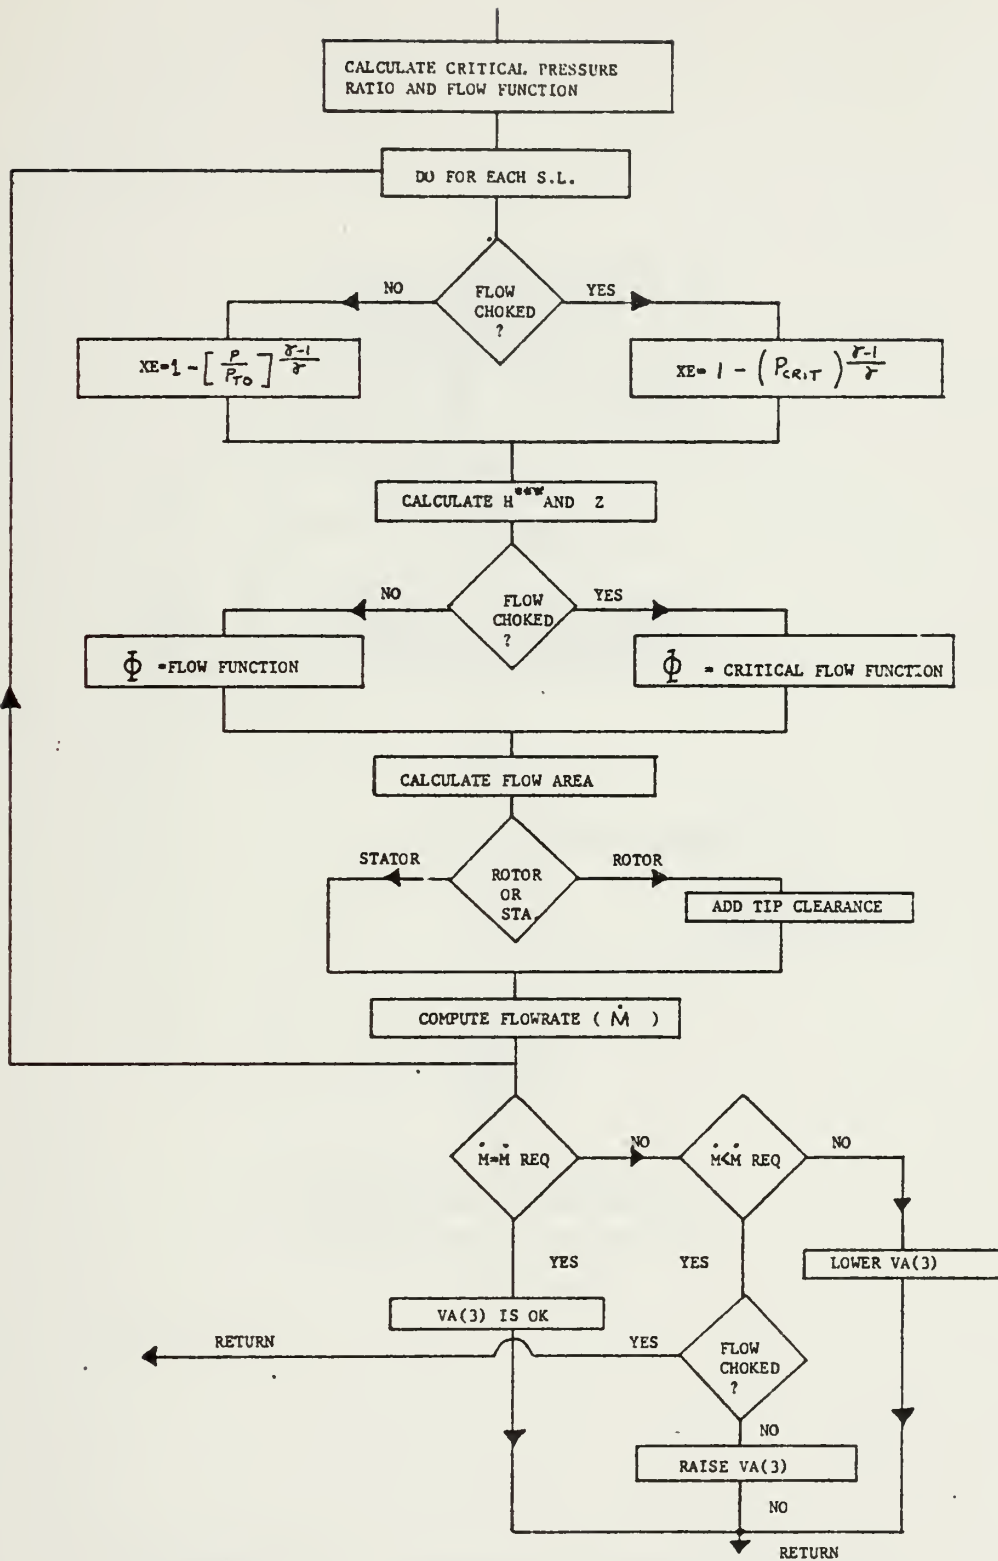 CALCULATE CRITICAL PRESSURE
RATIO AND FLOW FUNCTION
DO FOR EACH S.L.
FLOW
CHOKED
?
NO
YES
XE=1-[P/PTO]^(γ-1)/γ
XE= 1 - (PCRIT)^(γ-1)/γ
CALCULATE H*** AND Z
FLOW
CHOKED
?
NO
YES
Φ =FLOW FUNCTION
Φ = CRITICAL FLOW FUNCTION
CALCULATE FLOW AREA
ROTOR
OR
STA.
STATOR
ROTOR
ADD TIP CLEARANCE
COMPUTE FLOWRATE ( Ṁ )
Ṁ=Ṁ REQ
NO
Ṁ<Ṁ REQ
NO
YES
YES
LOWER VA(3)
VA(3) IS OK
RETURN
YES
FLOW
CHOKED
?
NO
RAISE VA(3)
NO
RETURN